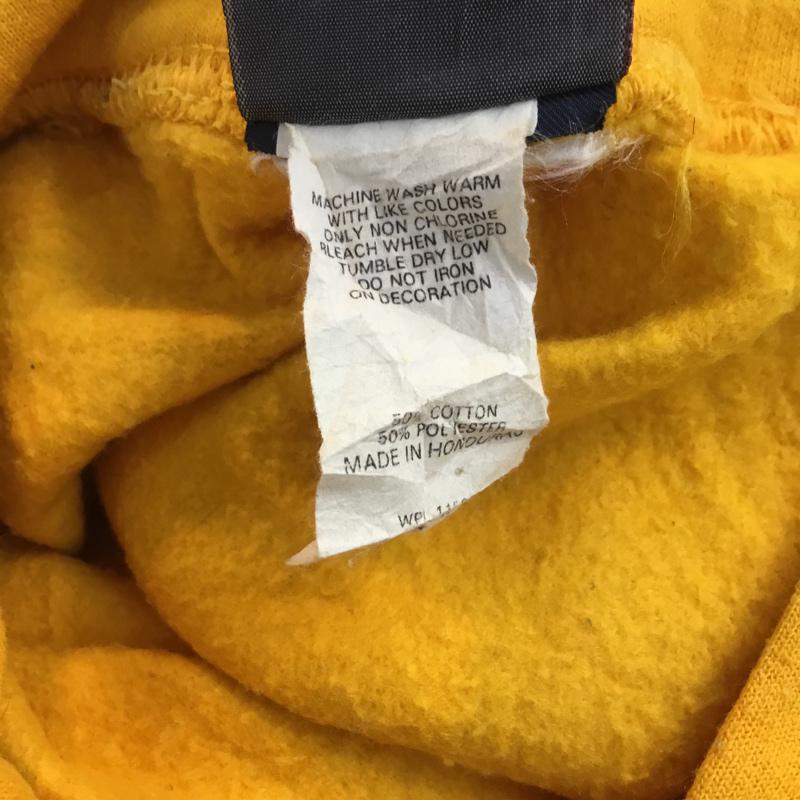 MACHINE WASH WARM
WITH LIKE COLORS
ONLY NON CHLORINE
BLEACH WHEN NEEDED
TUMBLE DRY LOW
DO NOT IRON
ON DECORATION
50% COTTON
50% POLYESTER
MADE IN HONDURAS
WPL